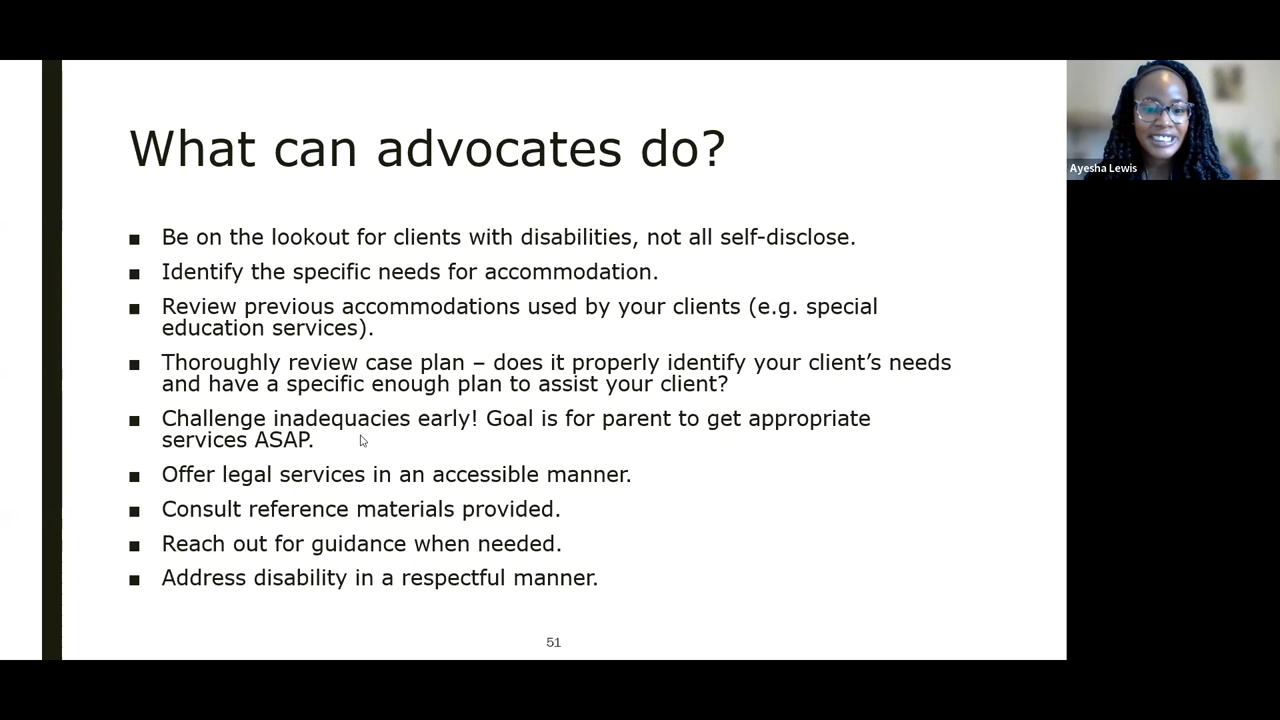 What can advocates do?
Ayesha Lewis
▪ Be on the lookout for clients with disabilities, not all self-disclose.
▪ Identify the specific needs for accommodation.
▪ Review previous accommodations used by your clients (e.g. special
education services).
▪ Thoroughly review case plan – does it properly identify your client’s needs
and have a specific enough plan to assist your client?
▪ Challenge inadequacies early! Goal is for parent to get appropriate
services ASAP.
▪ Offer legal services in an accessible manner.
▪ Consult reference materials provided.
▪ Reach out for guidance when needed.
▪ Address disability in a respectful manner.
51